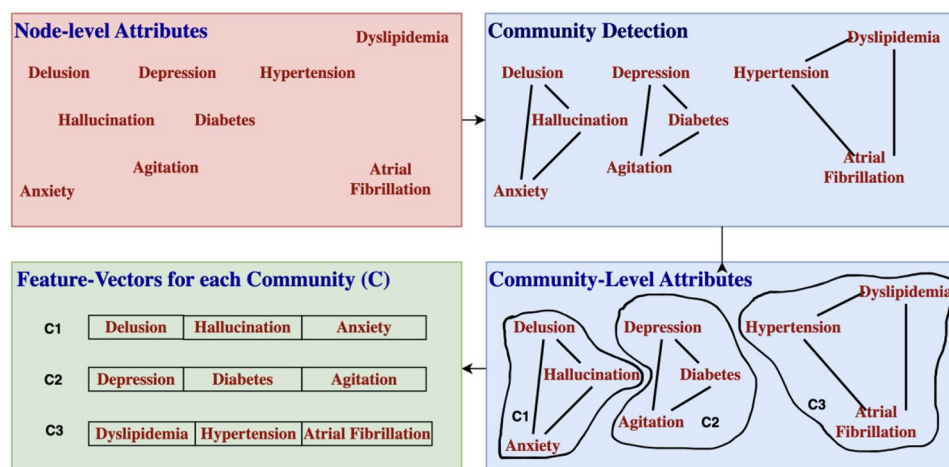 Node-level Attributes
Dyslipidemia
Delusion Depression Hypertension
Hallucination Diabetes
Agitation
Atrial
Fibrillation
Anxiety
Community Detection
Dyslipidemia
Delusion Depression Hypertension
Hallucination Diabetes
Agitation
Atrial
Fibrillation
Anxiety
Feature-Vectors for each Community (C)
C1 Delusion Hallucination Anxiety
C2 Depression Diabetes Agitation
C3 Dyslipidemia Hypertension Atrial Fibrillation
Community-Level Attributes
Dyslipidemia
Delusion Depression Hypertension
Hallucination Diabetes
C1 Agitation C2 C3 Atrial
Fibrillation
Anxiety